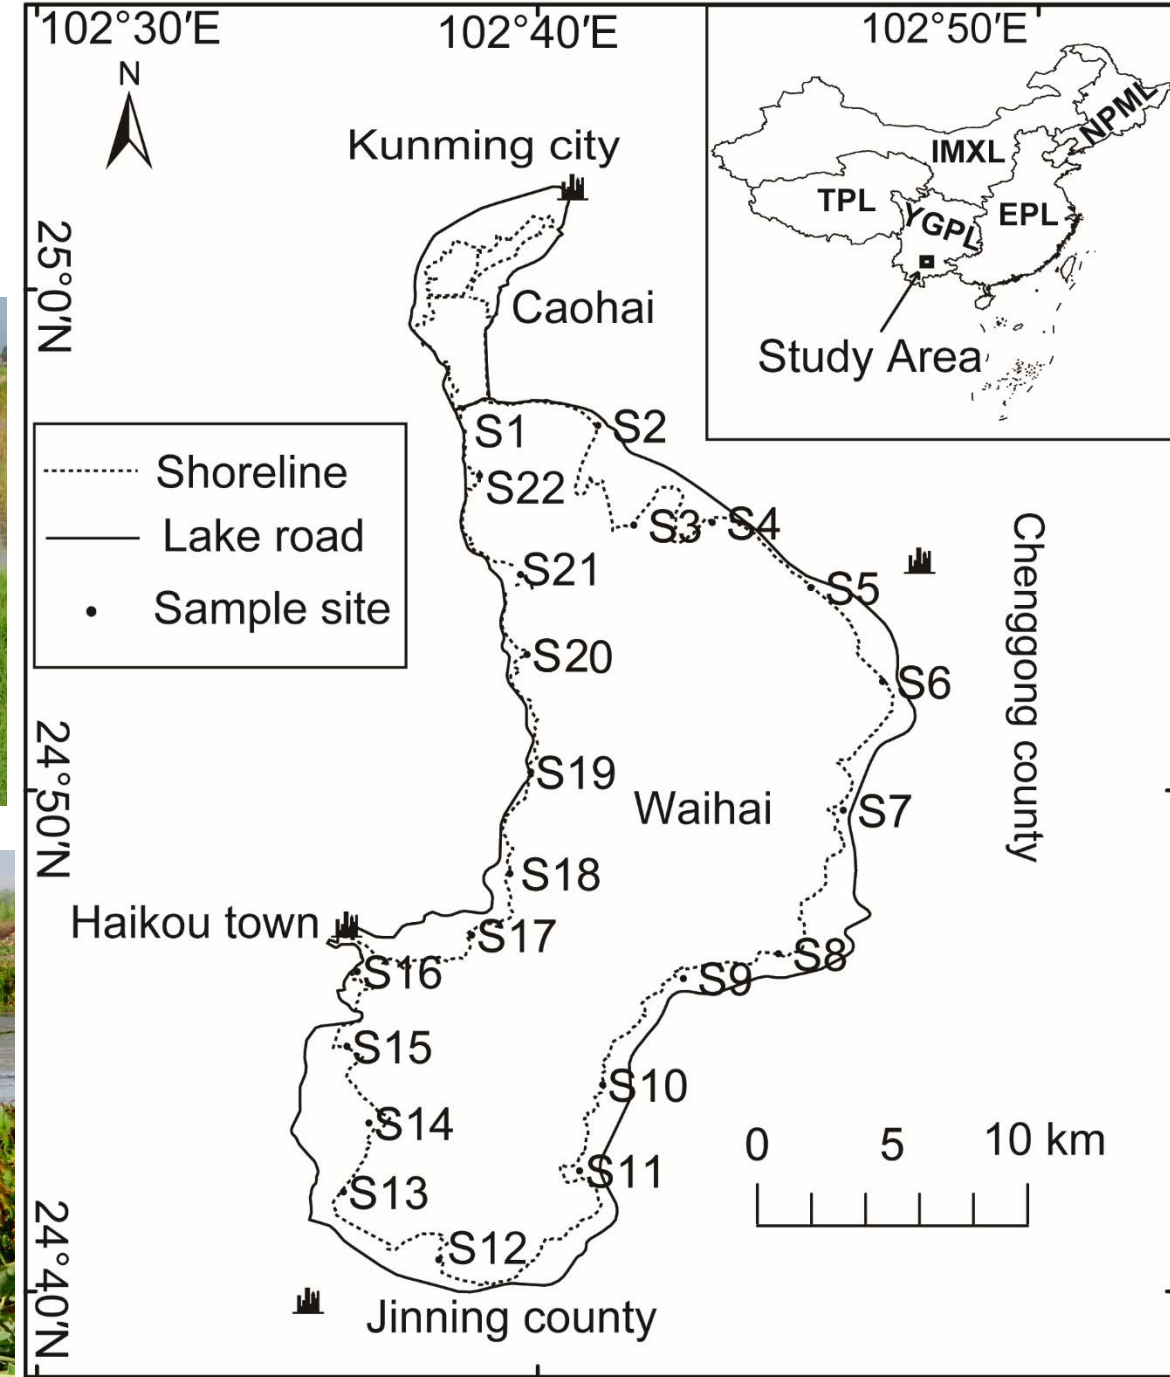 102°30′E
102°40′E
102°50′E
N
Kunming city
NPML
IMXL
TPL
YGPL
EPL
25°0′N
Caohai
Study Area
S1
S2
Shoreline
S22
Lake road
S3
S4
S21
S5
Sample site
Chenggong county
S20
S6
24°50′N
S19
Waihai
S7
S18
Haikou town
S17
S16
S9
S8
S15
S10
S14
0 5 10 km
S11
S13
24°40′N
S12
Jinning county